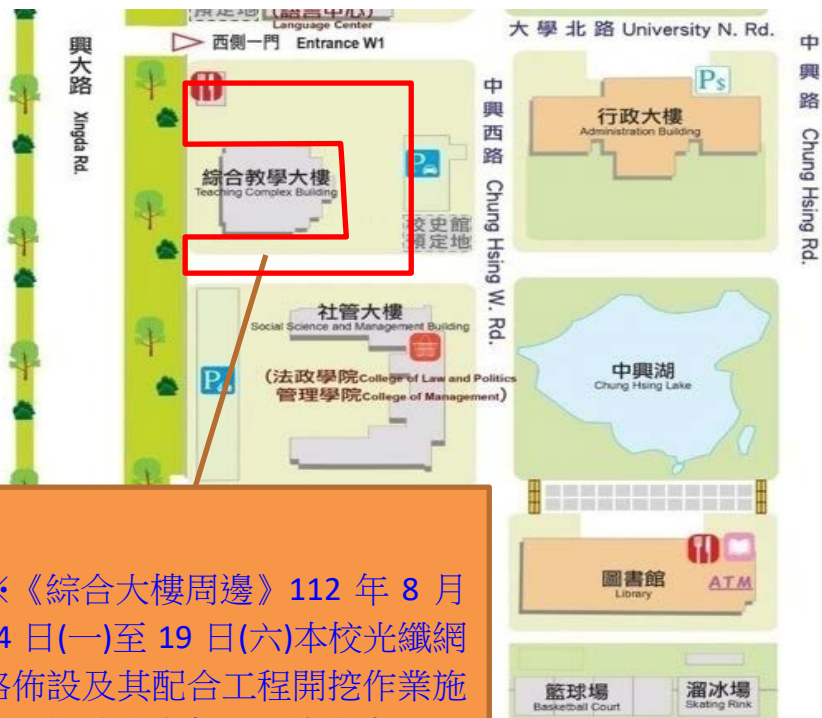 預定地 (語言中心)
Language Center
西側一門 Entrance W1
大學北路 University N. Rd.
興大路 Xingda Rd.
中興西路 Chung Hsing W. Rd.
中興路 Chung Hsing Rd.
P$
行政大樓
Administration Building
綜合教學大樓
Teaching Complex Building
P
校史館
預定地
社管大樓
Social Science and Management Building
P
(法政學院College of Law and Politics
管理學院College of Management)
中興湖
Chung Hsing Lake
圖書館
Library
ATM
籃球場
Basketball Court
溜冰場
Skating Rink
※《綜合大樓周邊》112 年 8 月
4 日(一)至 19 日(六)本校光纖網
路佈設及其配合工程開挖作業施